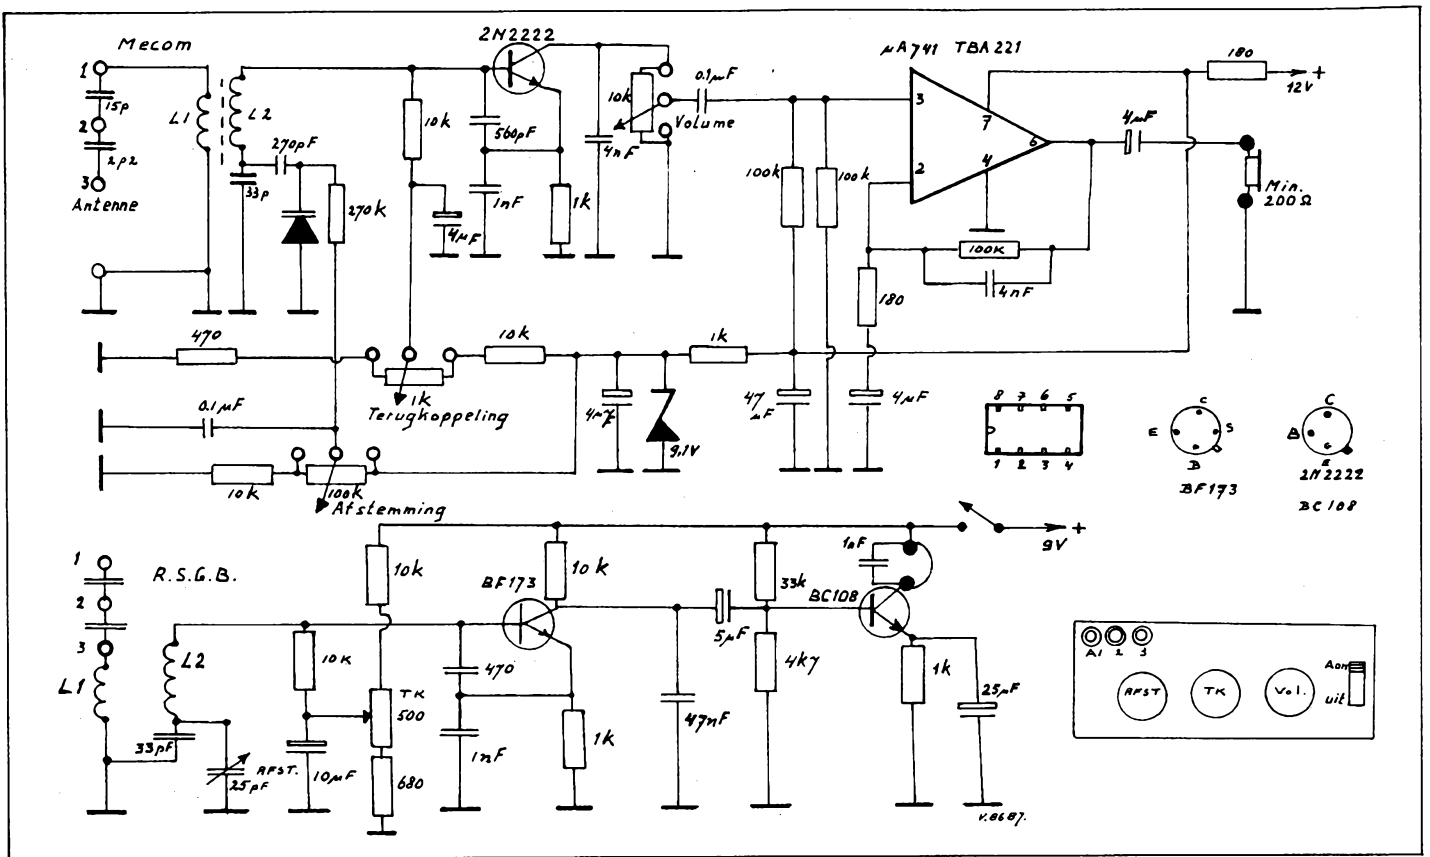 Mecom
1
15p
2
2p2
3
Antenne
L1
L2
270pF
33p
270k
10k
4µF
2N2222
560pF
1nF
1k
4nF
10k
Volume
0.1µF
100k
100k
µA741 TBA221
3
2
7
4
6
180
+
12V
4µF
Min.
200Ω
100K
4nF
180
470
1k
Terugkoppeling
10k
1k
0.1µF
4µ7
9,1V
47
µF
4µF
10k
100k
Afstemming
8 7 6 5
1 2 3 4
C
E
S
B
BF173
C
B
E
2N2222
BC108
+
9V
1
2
3
R.S.G.B.
L1
L2
33pF
25pF
AFST.
10k
10µF
10k
TK
500
680
BF173
470
1nF
10k
1k
47nF
5µF
33k
4k7
1nF
BC108
1k
25µF
V.8687.
A1 2 3
AFST
TK
Vol.
Aan
uit